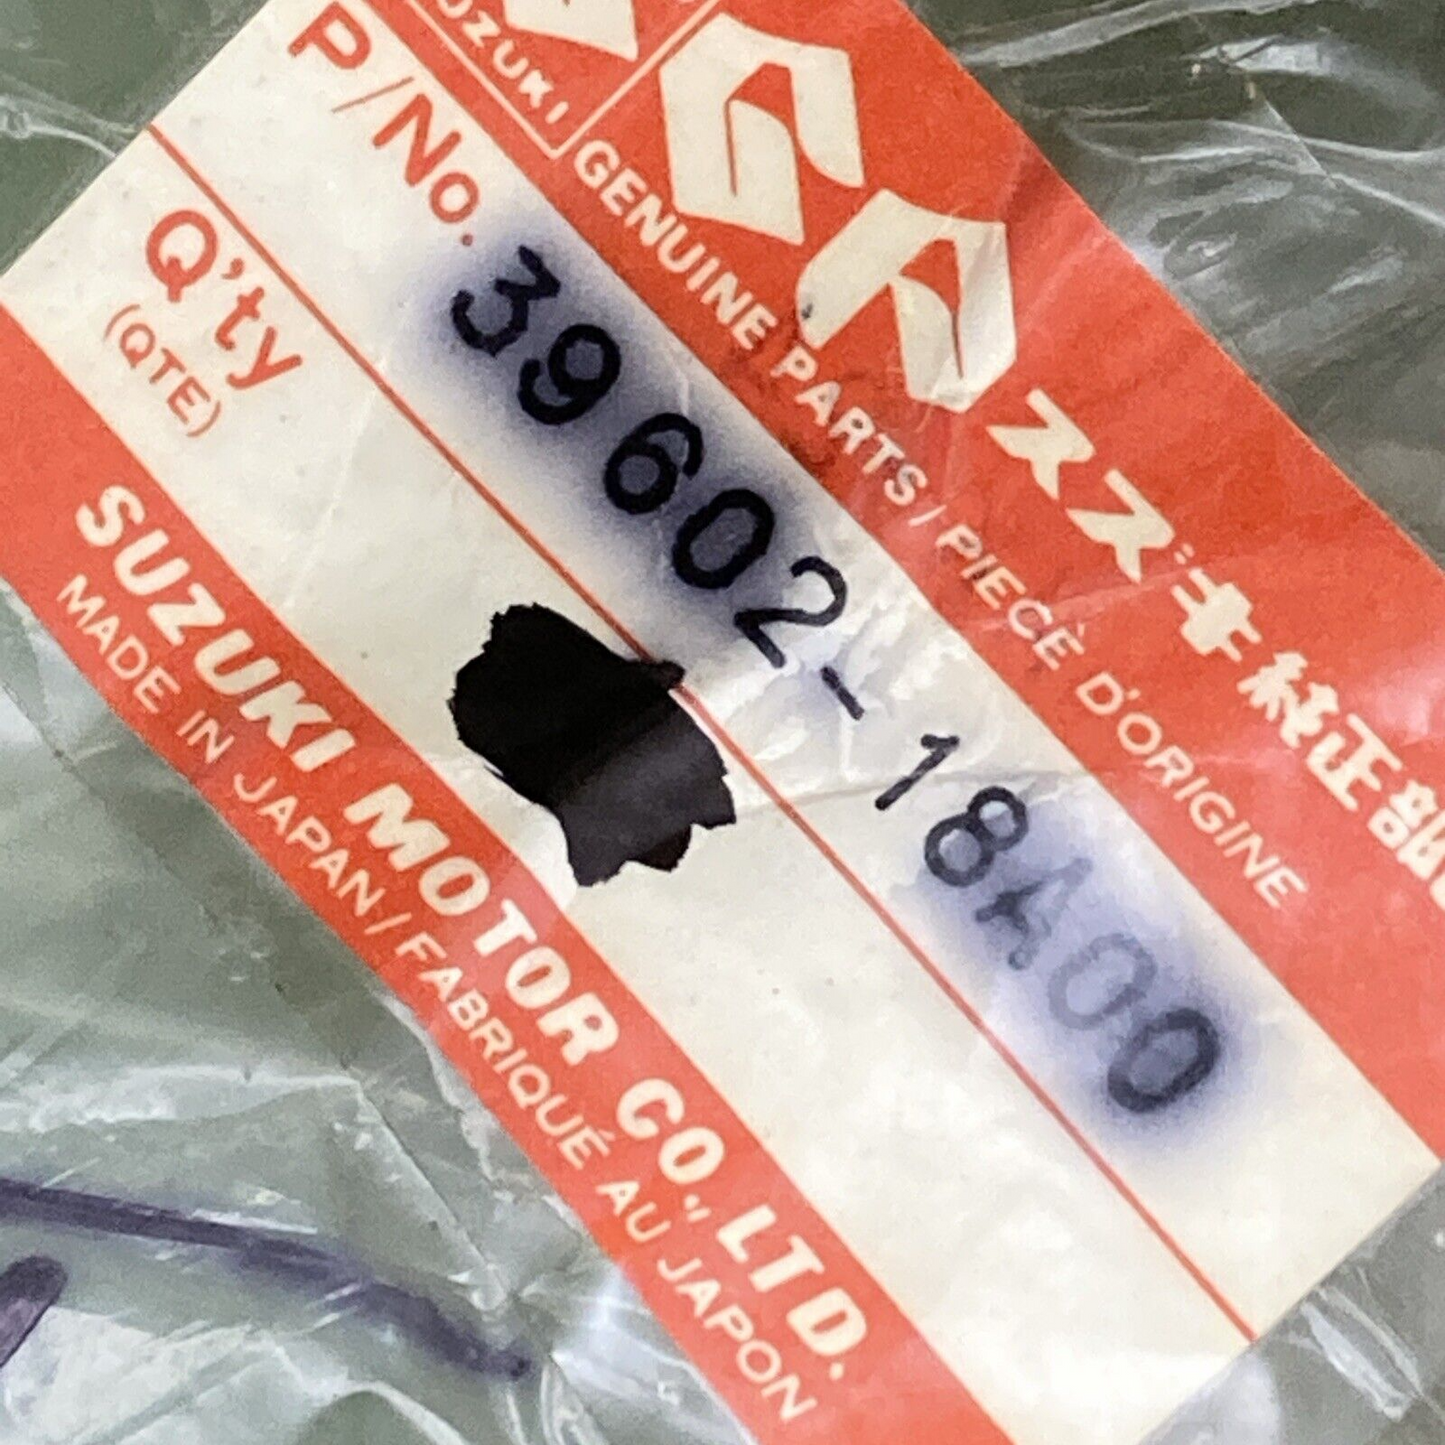 SUZUKI
SGP スズキ純正部
GENUINE PARTS / PIECE D'ORIGINE
P/No. 39602-18A00
Q'ty
(QTE)
SUZUKI MOTOR CO., LTD.
MADE IN JAPAN / FABRIQUÉ AU JAPON